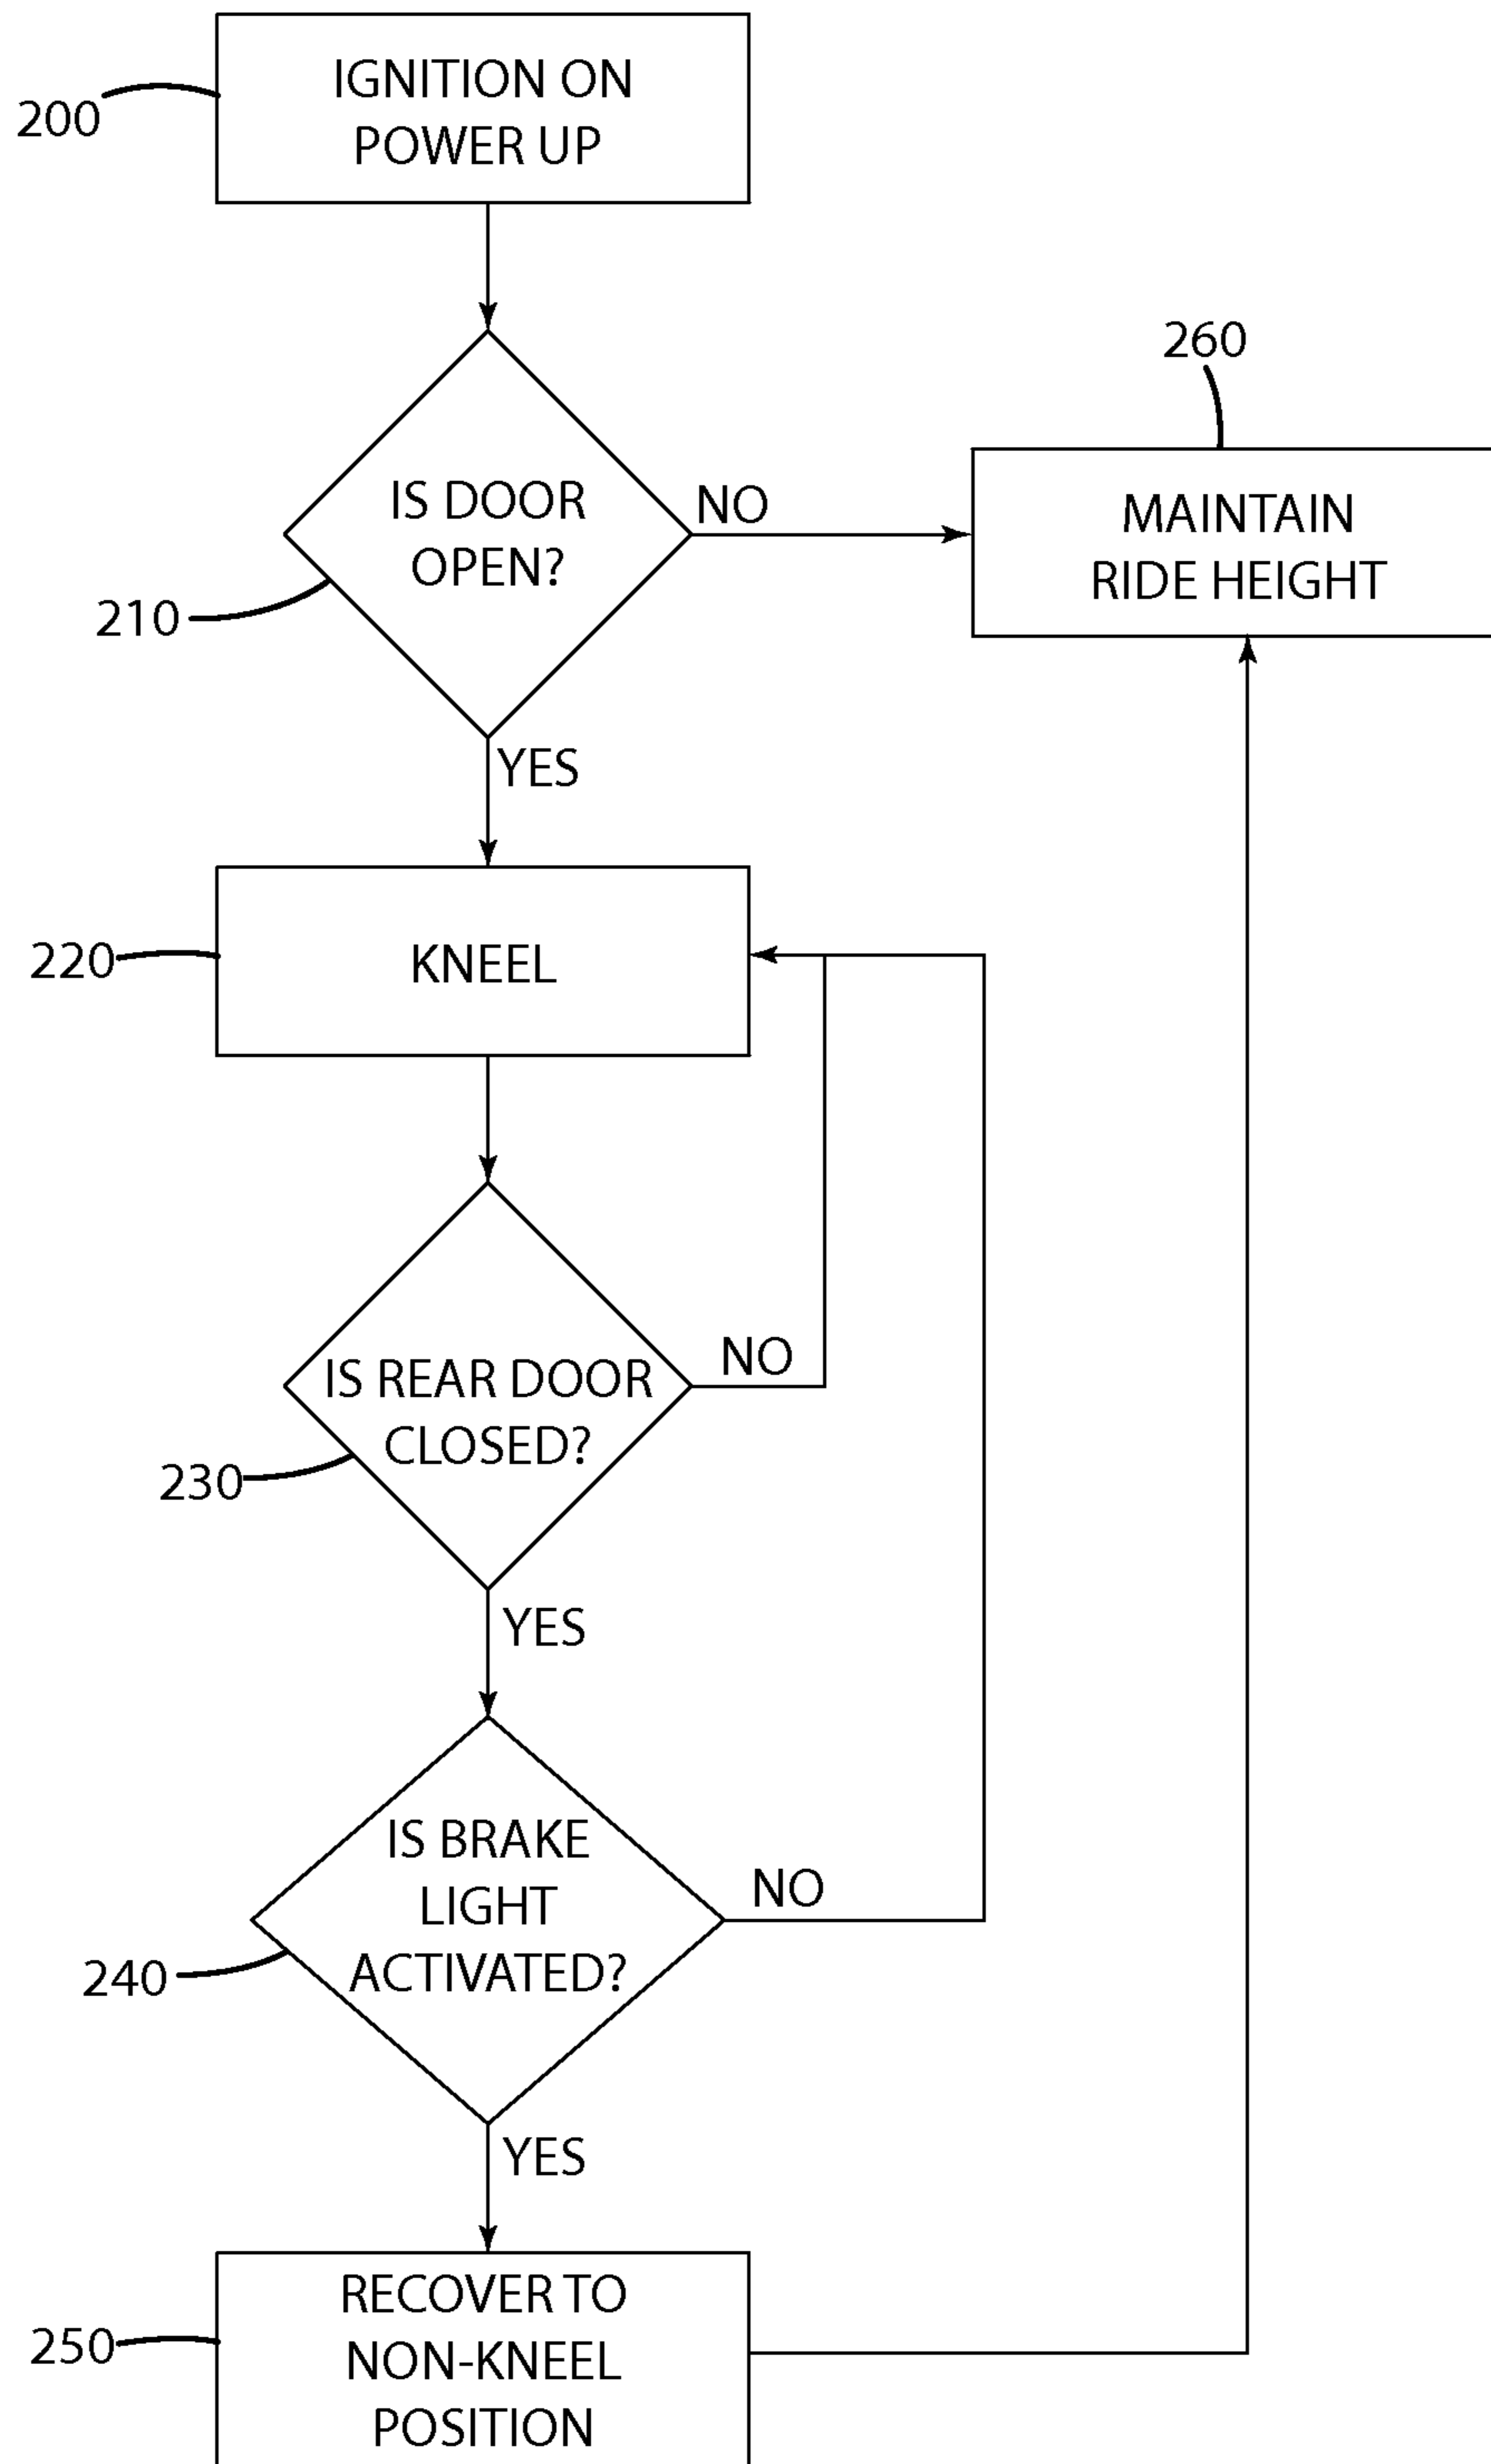 200
IGNITION ON
POWER UP
210
IS DOOR
OPEN?
NO
260
MAINTAIN
RIDE HEIGHT
YES
220
KNEEL
230
IS REAR DOOR
CLOSED?
NO
YES
240
IS BRAKE
LIGHT
ACTIVATED?
NO
YES
250
RECOVER TO
NON-KNEEL
POSITION